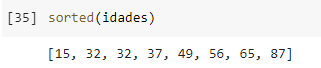 [35] sorted(idades)
[15, 32, 32, 37, 49, 56, 65, 87]